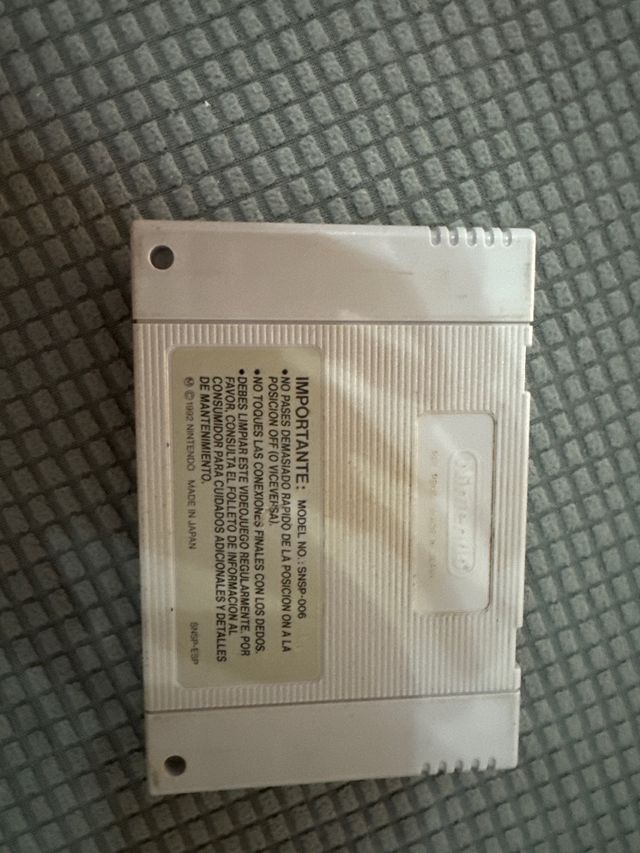 IMPORTANTE: MODEL NO.: SNSP-006
•NO PASES DEMASIADO RAPIDO DE LA POSICION ON A LA
POSICION OFF (O VICEVERSA).
•NO TOQUES LAS CONEXIONES FINALES CON LOS DEDOS.
•DEBES LIMPIAR ESTE VIDEOJUEGO REGULARMENTE. POR
FAVOR, CONSULTA EL FOLLETO DE INFORMACION AL
CONSUMIDOR PARA CUIDADOS ADICIONALES Y DETALLES
DE MANTENIMIENTO.
Ⓜ ©1992 NINTENDO MADE IN JAPAN SNSP-ESP
Nintendo